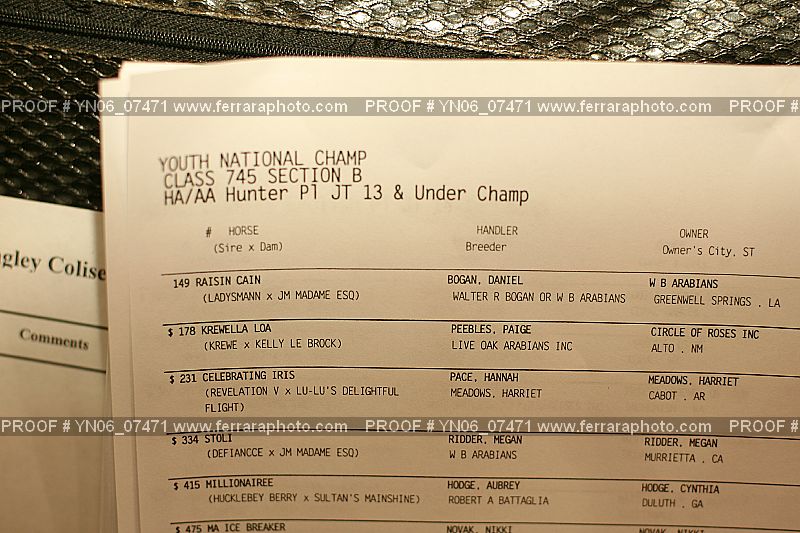 PROOF # YN06_07471 www.ferraraphoto.com PROOF # YN06_07471 www.ferraraphoto.com PROOF #
YOUTH NATIONAL CHAMP
CLASS 745 SECTION B
HA/AA Hunter Pl JT 13 & Under Champ
# HORSE HANDLER OWNER
(Sire x Dam) Breeder Owner's City, ST
149 RAISIN CAIN BOGAN, DANIEL W B ARABIANS
(LADYSMANN x JM MADAME ESQ) WALTER R BOGAN OR W B ARABIANS GREENWELL SPRINGS , LA
$ 178 KREWELLA LOA PEEBLES, PAIGE CIRCLE OF ROSES INC
(KREWE x KELLY LE BROCK) LIVE OAK ARABIANS INC ALTO , NM
$ 231 CELEBRATING IRIS PACE, HANNAH MEADOWS, HARRIET
(REVELATION V x LU-LU'S DELIGHTFUL MEADOWS, HARRIET CABOT , AR
FLIGHT)
PROOF # YN06_07471 www.ferraraphoto.com PROOF # YN06_07471 www.ferraraphoto.com PROOF #
$ 334 STOLI RIDDER, MEGAN RIDDER, MEGAN
(DEFIANCCE x JM MADAME ESQ) W B ARABIANS MURRIETTA , CA
$ 415 MILLIONAIREE HODGE, AUBREY HODGE, CYNTHIA
(HUCKLEBEY BERRY x SULTAN'S MAINSHINE) ROBERT A BATTAGLIA DULUTH , GA
$ 475 MA ICE BREAKER NOVAK, NIKKI NOVAK, NIKKI
gley Colise
Comments